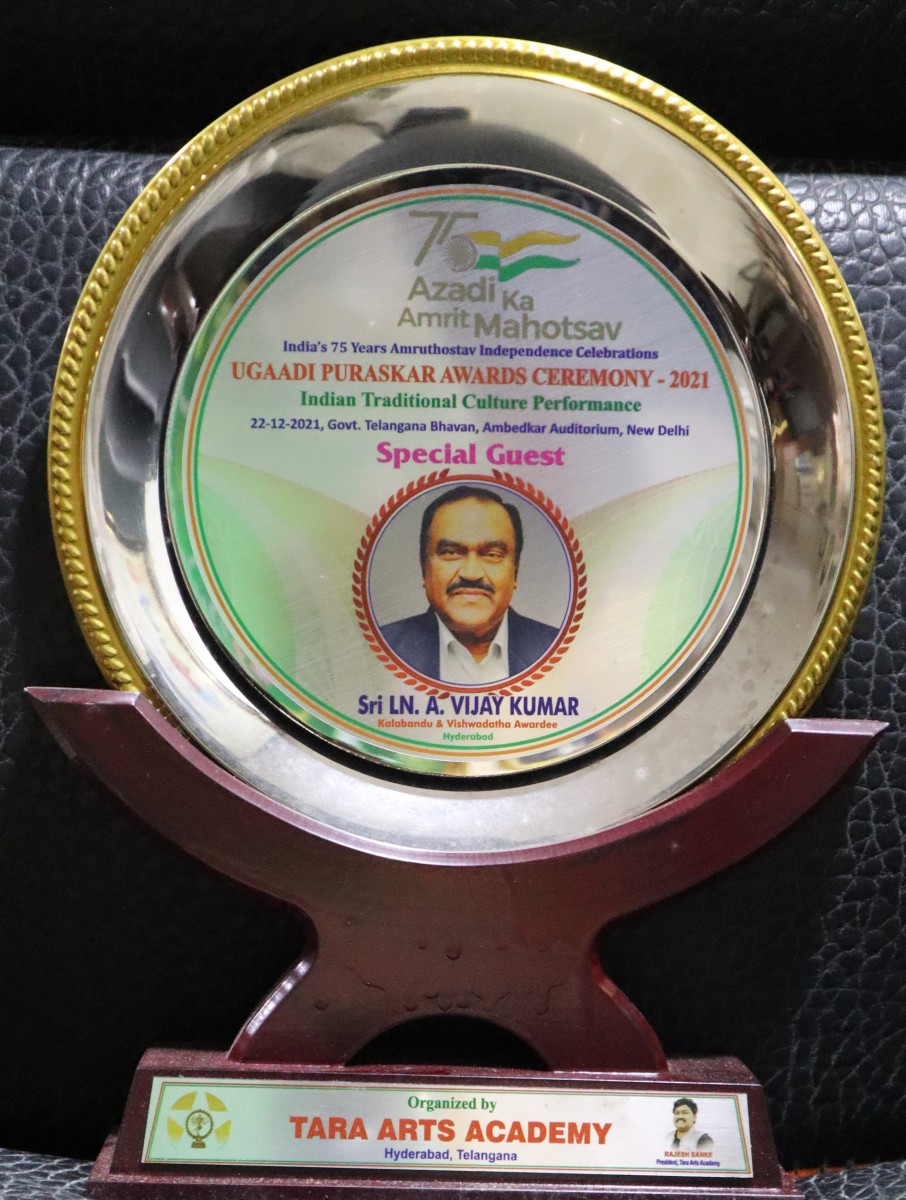 75
Azadi Ka
Amrit Mahotsav
India's 75 Years Amruthostav Independence Celebrations
UGAADI PURASKAR AWARDS CEREMONY - 2021
Indian Traditional Culture Performance
22-12-2021, Govt. Telangana Bhavan, Ambedkar Auditorium, New Delhi
Special Guest
Sri LN. A. VIJAY KUMAR
Kalabandu & Vishwadatha Awardee
Hyderabad
Organized by
TARA ARTS ACADEMY
Hyderabad, Telangana
RAJESH SANKE
President, Tara Arts Academy